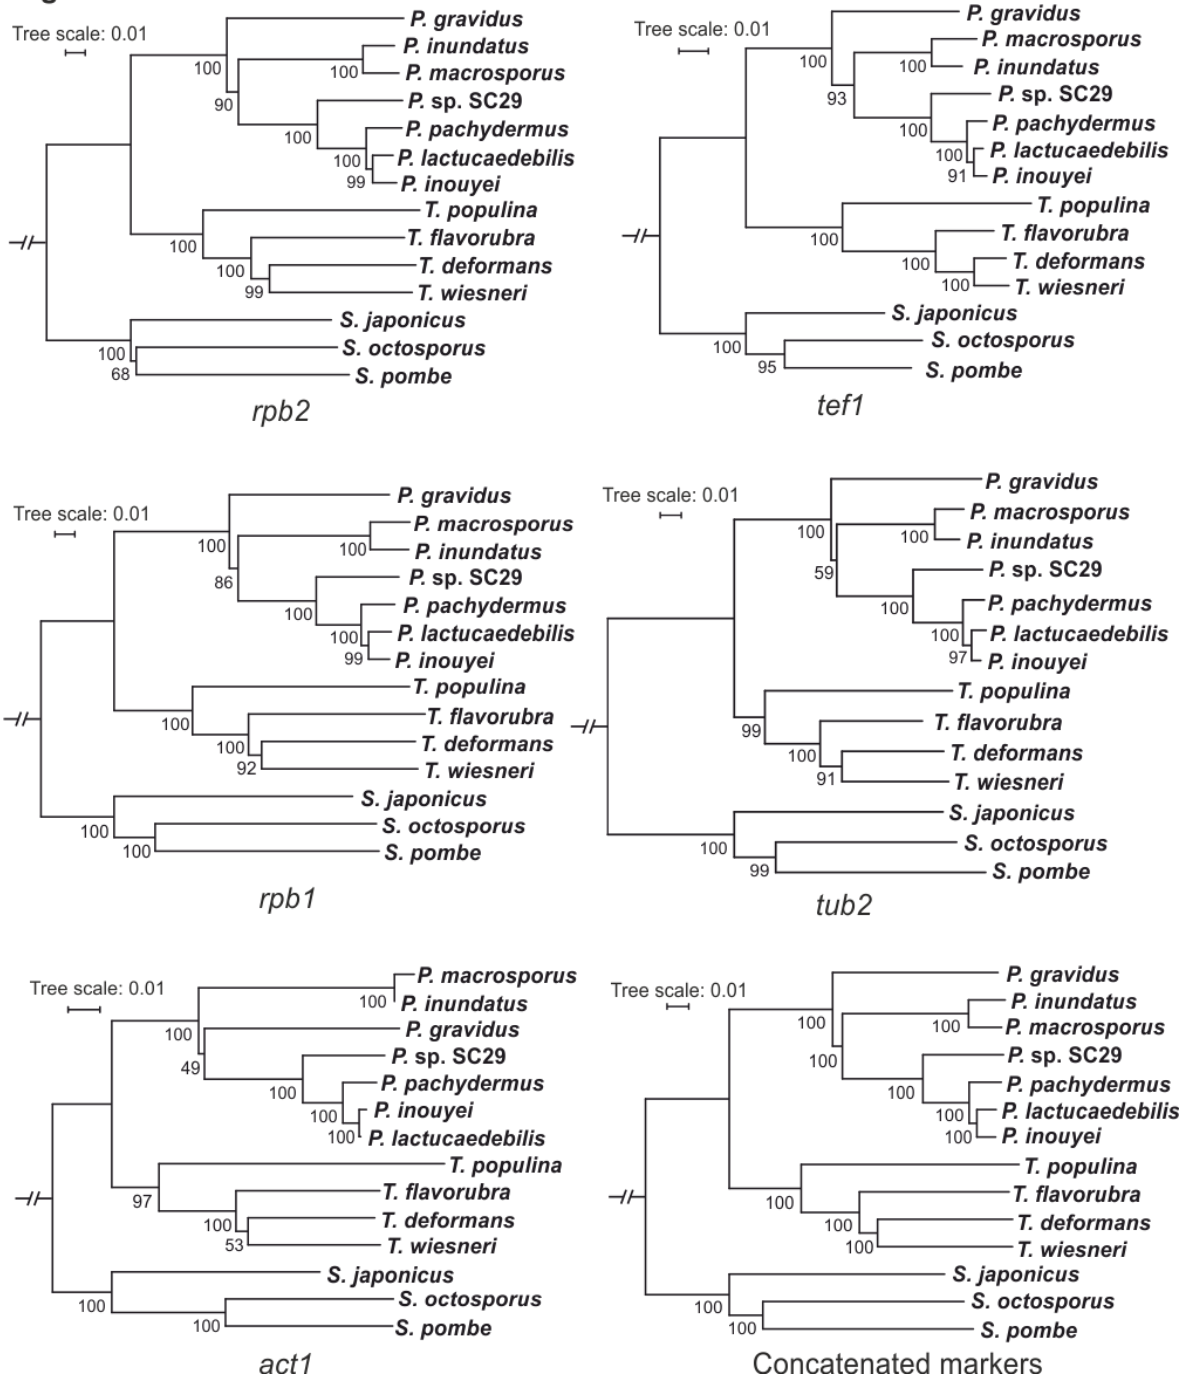 Tree scale: 0.01
P. gravidus
P. inundatus
100
100
P. macrosporus
90
P. sp. SC29
100
P. pachydermus
100
P. lactucaedebilis
99
P. inouyei
T. populina
100
T. flavorubra
100
T. deformans
99
T. wiesneri
S. japonicus
100
S. octosporus
68
S. pombe
rpb2
Tree scale: 0.01
P. gravidus
P. macrosporus
100
100
P. inundatus
93
P. sp. SC29
100
P. pachydermus
100
P. lactucaedebilis
91
P. inouyei
T. populina
100
T. flavorubra
100
T. deformans
100
T. wiesneri
S. japonicus
100
S. octosporus
95
S. pombe
tef1
Tree scale: 0.01
P. gravidus
P. macrosporus
100
100
P. inundatus
86
P. sp. SC29
100
P. pachydermus
100
P. lactucaedebilis
99
P. inouyei
T. populina
100
T. flavorubra
100
T. deformans
92
T. wiesneri
S. japonicus
100
S. octosporus
100
S. pombe
rpb1
Tree scale: 0.01
P. gravidus
P. macrosporus
100
100
P. inundatus
59
P. sp. SC29
100
P. pachydermus
100
P. lactucaedebilis
97
P. inouyei
T. populina
99
T. flavorubra
100
T. deformans
91
T. wiesneri
S. japonicus
100
S. octosporus
99
S. pombe
tub2
Tree scale: 0.01
P. macrosporus
100
P. inundatus
100
P. gravidus
49
P. sp. SC29
100
P. pachydermus
100
P. inouyei
100
P. lactucaedebilis
T. populina
97
T. flavorubra
100
T. deformans
53
T. wiesneri
S. japonicus
100
S. octosporus
100
S. pombe
act1
Tree scale: 0.01
P. gravidus
P. inundatus
100
100
P. macrosporus
100
P. sp. SC29
100
P. pachydermus
100
P. lactucaedebilis
100
P. inouyei
T. populina
100
T. flavorubra
100
T. deformans
100
T. wiesneri
S. japonicus
100
S. octosporus
100
S. pombe
Concatenated markers